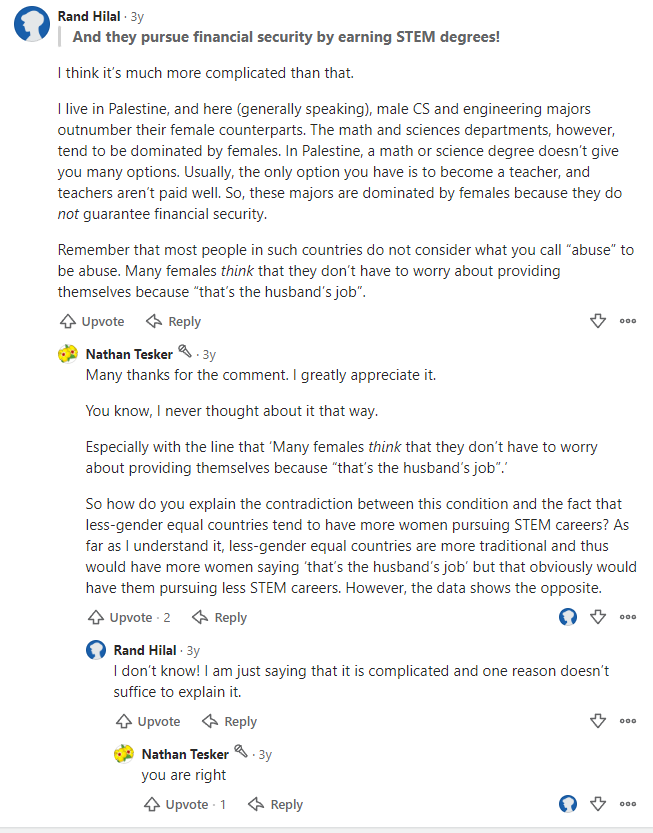 Rand Hilal · 3y
And they pursue financial security by earning STEM degrees!
I think it's much more complicated than that.
I live in Palestine, and here (generally speaking), male CS and engineering majors
outnumber their female counterparts. The math and sciences departments, however,
tend to be dominated by females. In Palestine, a math or science degree doesn't give
you many options. Usually, the only option you have is to become a teacher, and
teachers aren't paid well. So, these majors are dominated by females because they do
not guarantee financial security.
Remember that most people in such countries do not consider what you call “abuse” to
be abuse. Many females think that they don't have to worry about providing
themselves because “that's the husband's job”.
Upvote Reply
Nathan Tesker · 3y
Many thanks for the comment. I greatly appreciate it.
You know, I never thought about it that way.
Especially with the line that ‘Many females think that they don't have to worry
about providing themselves because “that's the husband's job”.’
So how do you explain the contradiction between this condition and the fact that
less-gender equal countries tend to have more women pursuing STEM careers? As
far as I understand it, less-gender equal countries are more traditional and thus
would have more women saying ‘that's the husband's job’ but that obviously would
have them pursuing less STEM careers. However, the data shows the opposite.
Upvote · 2 Reply
Rand Hilal · 3y
I don't know! I am just saying that it is complicated and one reason doesn't
suffice to explain it.
Upvote Reply
Nathan Tesker · 3y
you are right
Upvote · 1 Reply